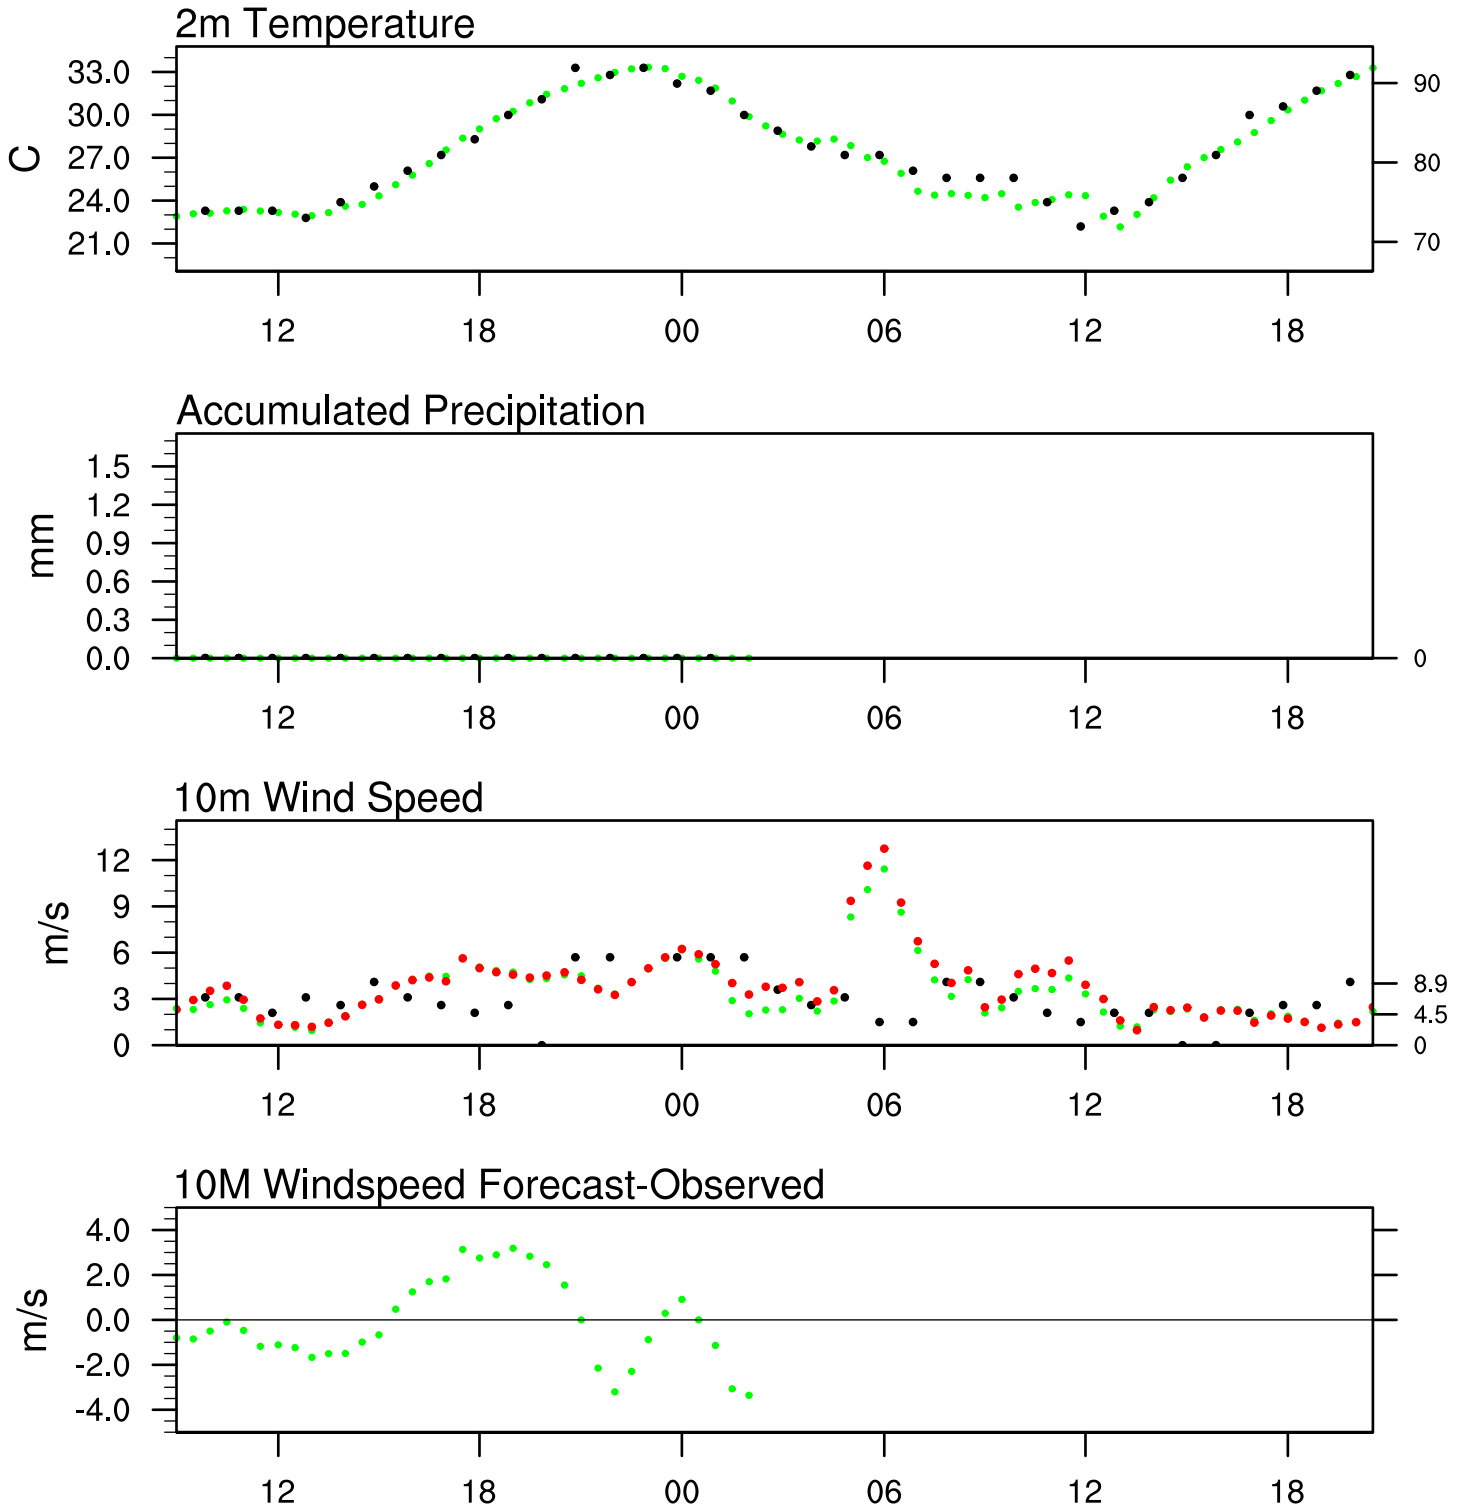 2m Temperature
33.0
30.0
27.0
24.0
21.0
C
90
80
70
12 18 00 06 12 18
Accumulated Precipitation
1.5
1.2
0.9
0.6
0.3
0.0
mm
0
12 18 00 06 12 18
10m Wind Speed
12
9
6
3
0
m/s
8.9
4.5
0
12 18 00 06 12 18
10M Windspeed Forecast-Observed
4.0
2.0
0.0
-2.0
-4.0
m/s
12 18 00 06 12 18